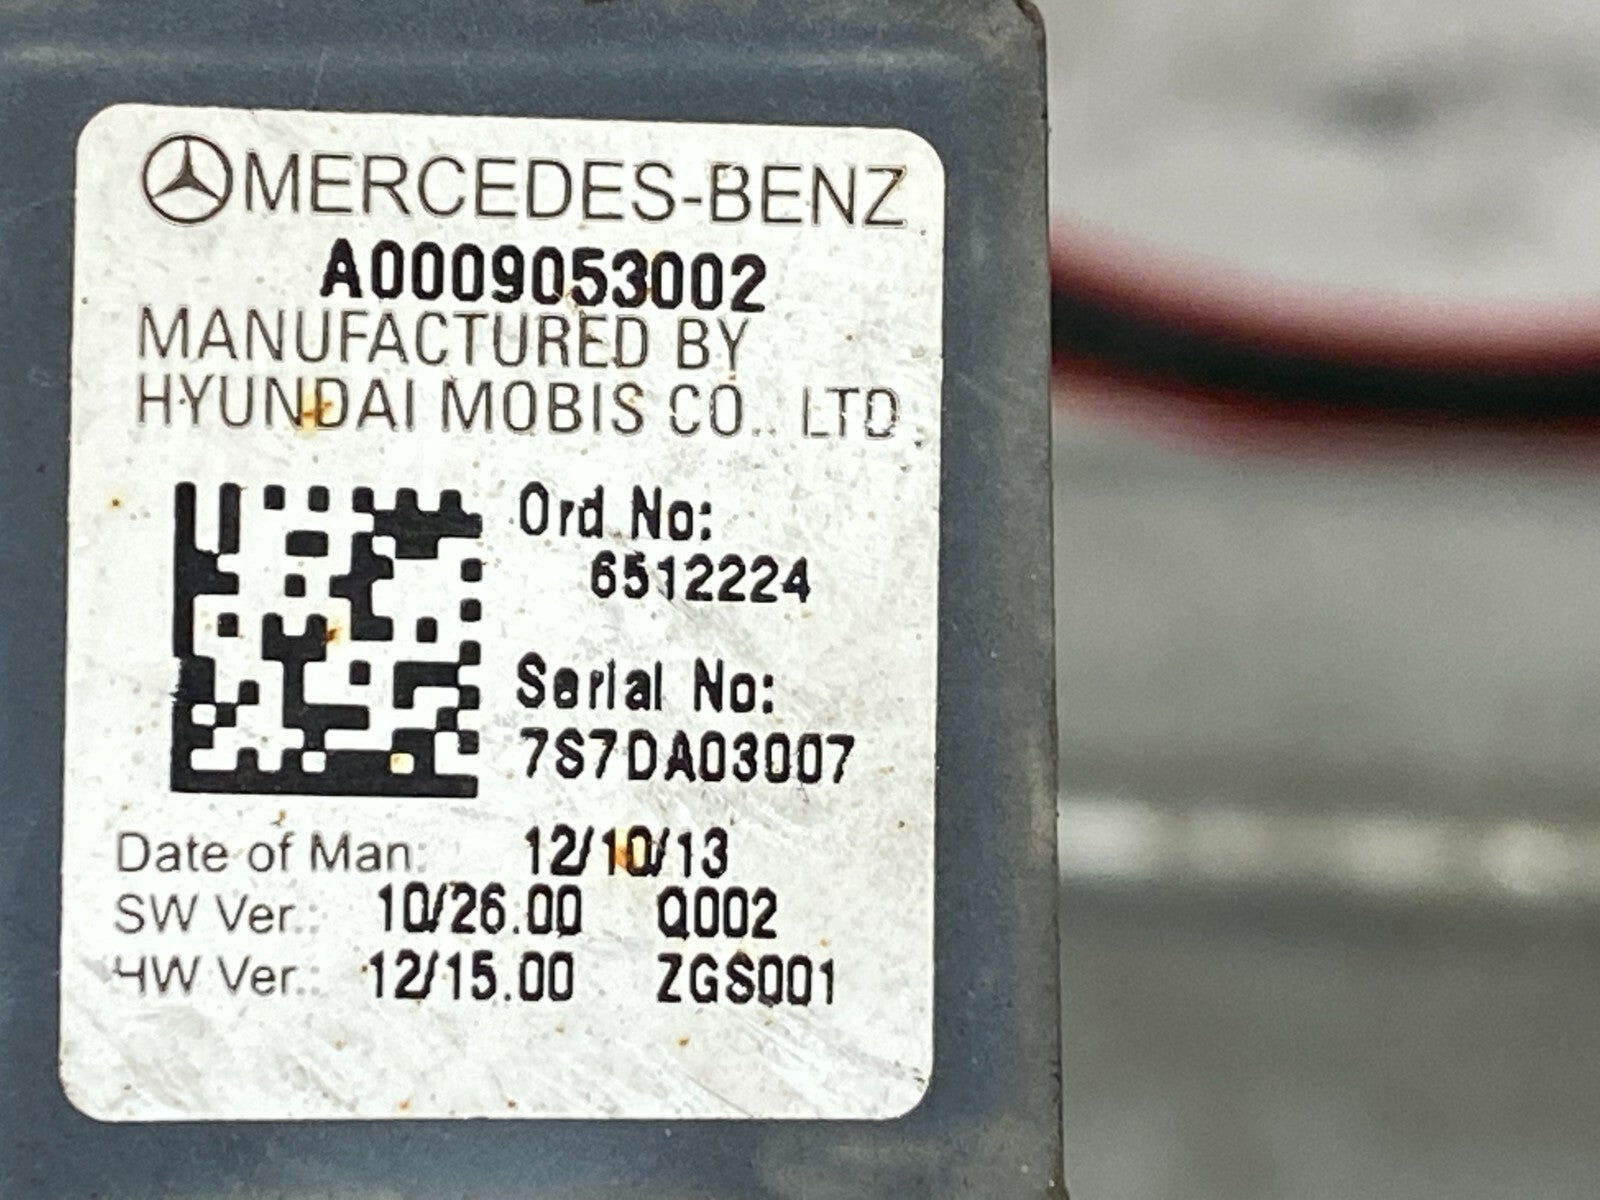 MERCEDES-BENZ
A0009053002
MANUFACTURED BY
HYUNDAI MOBIS CO., LTD.
Ord No:
6512224
Serial No:
7S7DA03007
Date of Man: 12/10/13
SW Ver.: 10/26.00 Q002
HW Ver.: 12/15.00 ZGS001